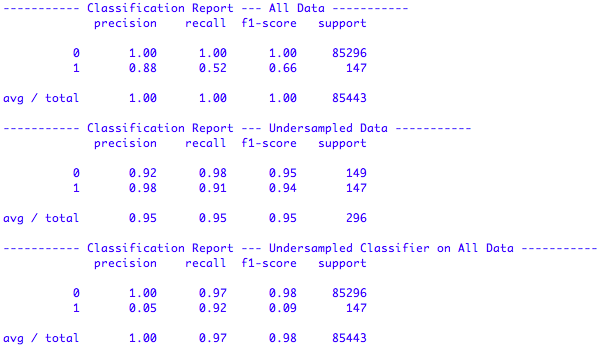 ----------- Classification Report --- All Data -----------
precision recall f1-score support
0 1.00 1.00 1.00 85296
1 0.88 0.52 0.66 147
avg / total 1.00 1.00 1.00 85443
----------- Classification Report --- Undersampled Data -----------
precision recall f1-score support
0 0.92 0.98 0.95 149
1 0.98 0.91 0.94 147
avg / total 0.95 0.95 0.95 296
----------- Classification Report --- Undersampled Classifier on All Data -----------
precision recall f1-score support
0 1.00 0.97 0.98 85296
1 0.05 0.92 0.09 147
avg / total 1.00 0.97 0.98 85443